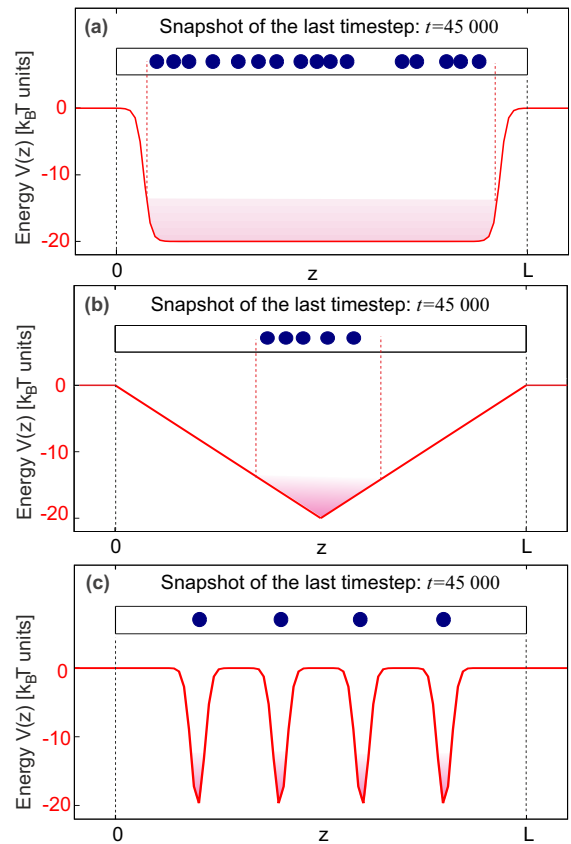 (a) Snapshot of the last timestep: t=45 000
Energy V(z) [kBT units]
0
-10
-20
0 z L
(b) Snapshot of the last timestep: t=45 000
Energy V(z) [kBT units]
0
-10
-20
0 z L
(c) Snapshot of the last timestep: t=45 000
Energy V(z) [kBT units]
0
-10
-20
0 z L